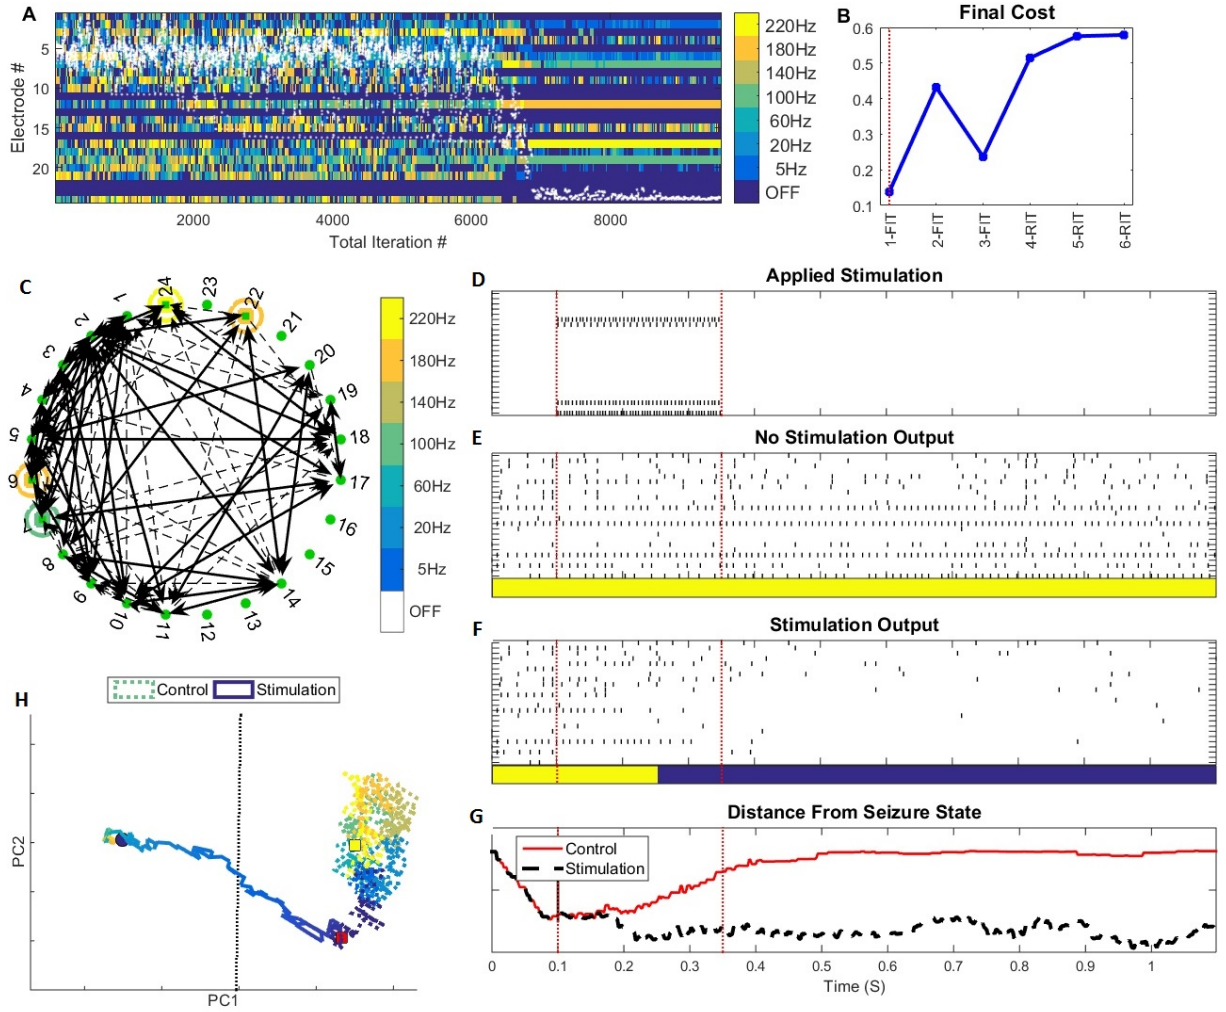 A
Electrode #
5
10
15
20
2000
4000
6000
8000
Total Iteration #
220Hz
180Hz
140Hz
100Hz
60Hz
20Hz
5Hz
OFF
B
Final Cost
0.6
0.5
0.4
0.3
0.2
0.1
1-FIT
2-FIT
3-FIT
4-RIT
5-RIT
6-RIT
C
1
2
3
4
5
6
7
8
9
10
11
12
13
14
15
16
17
18
19
20
21
22
23
24
220Hz
180Hz
140Hz
100Hz
60Hz
20Hz
5Hz
OFF
D
Applied Stimulation
E
No Stimulation Output
F
Stimulation Output
G
Distance From Seizure State
Control
Stimulation
0
0.1
0.2
0.3
0.4
0.5
0.6
0.7
0.8
0.9
1
Time (S)
H
Control
Stimulation
PC2
PC1